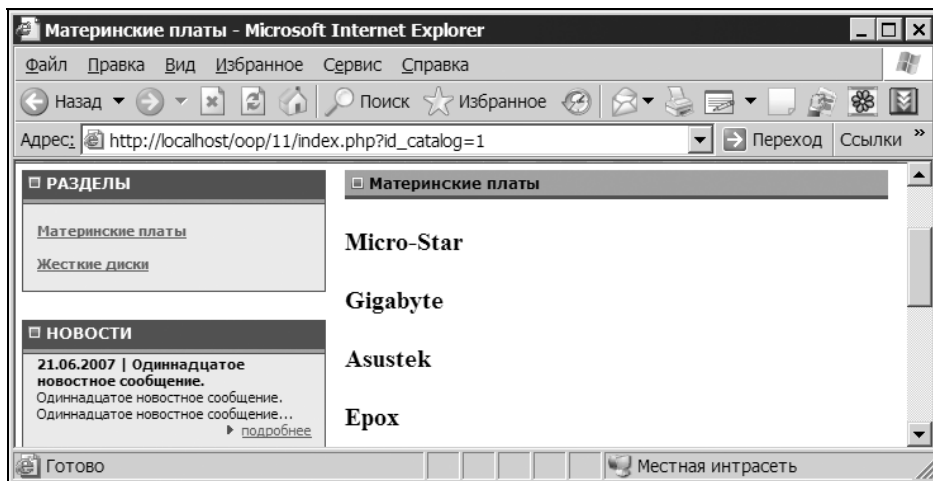 Материнские платы - Microsoft Internet Explorer
Файл Правка Вид Избранное Сервис Справка
Назад Поиск Избранное
Адрес: http://localhost/oop/11/index.php?id_catalog=1 Переход Ссылки »
РАЗДЕЛЫ
Материнские платы
Жесткие диски
НОВОСТИ
21.06.2007 | Одиннадцатое
новостное сообщение.
Одиннадцатое новостное сообщение.
Одиннадцатое новостное сообщение...
подробнее
Материнские платы
Micro-Star
Gigabyte
Asustek
Epox
Готово Местная интрасеть